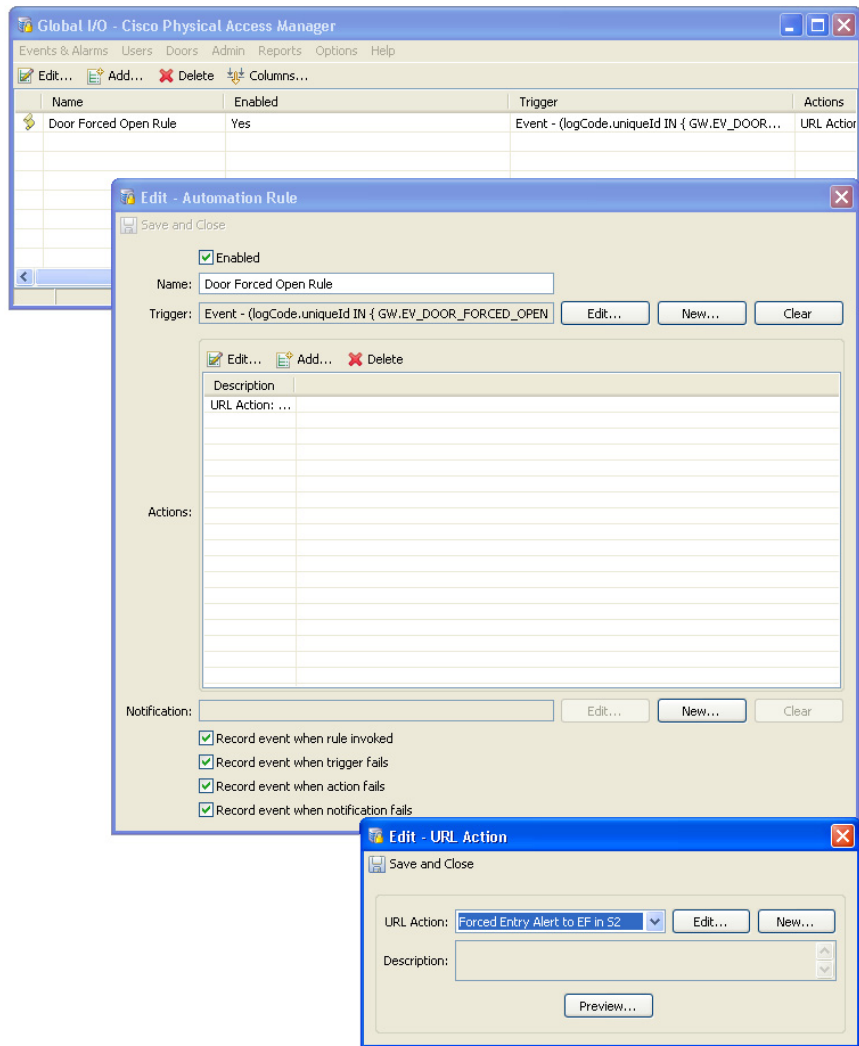 Global I/O - Cisco Physical Access Manager
Events & Alarms Users Doors Admin Reports Options Help
Edit... Add... Delete Columns...
Name Enabled Trigger Actions
Door Forced Open Rule Yes Event - (logCode.uniqueId IN { GW.EV_DOOR... URL Action
Edit - Automation Rule
Save and Close
Enabled
Name: Door Forced Open Rule
Trigger: Event - (logCode.uniqueId IN { GW.EV_DOOR_FORCED_OPEN Edit... New... Clear
Edit... Add... Delete
Description
URL Action: ...
Actions:
Notification: Edit... New... Clear
Record event when rule invoked
Record event when trigger fails
Record event when action fails
Record event when notification fails
Edit - URL Action
Save and Close
URL Action: Forced Entry Alert to EF in S2 Edit... New...
Description:
Preview...